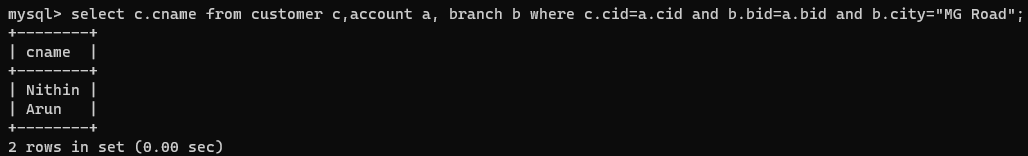 mysql> select c.cname from customer c,account a, branch b where c.cid=a.cid and b.bid=a.bid and b.city="MG Road";
+--------+
| cname  |
+--------+
| Nithin |
| Arun   |
+--------+
2 rows in set (0.00 sec)